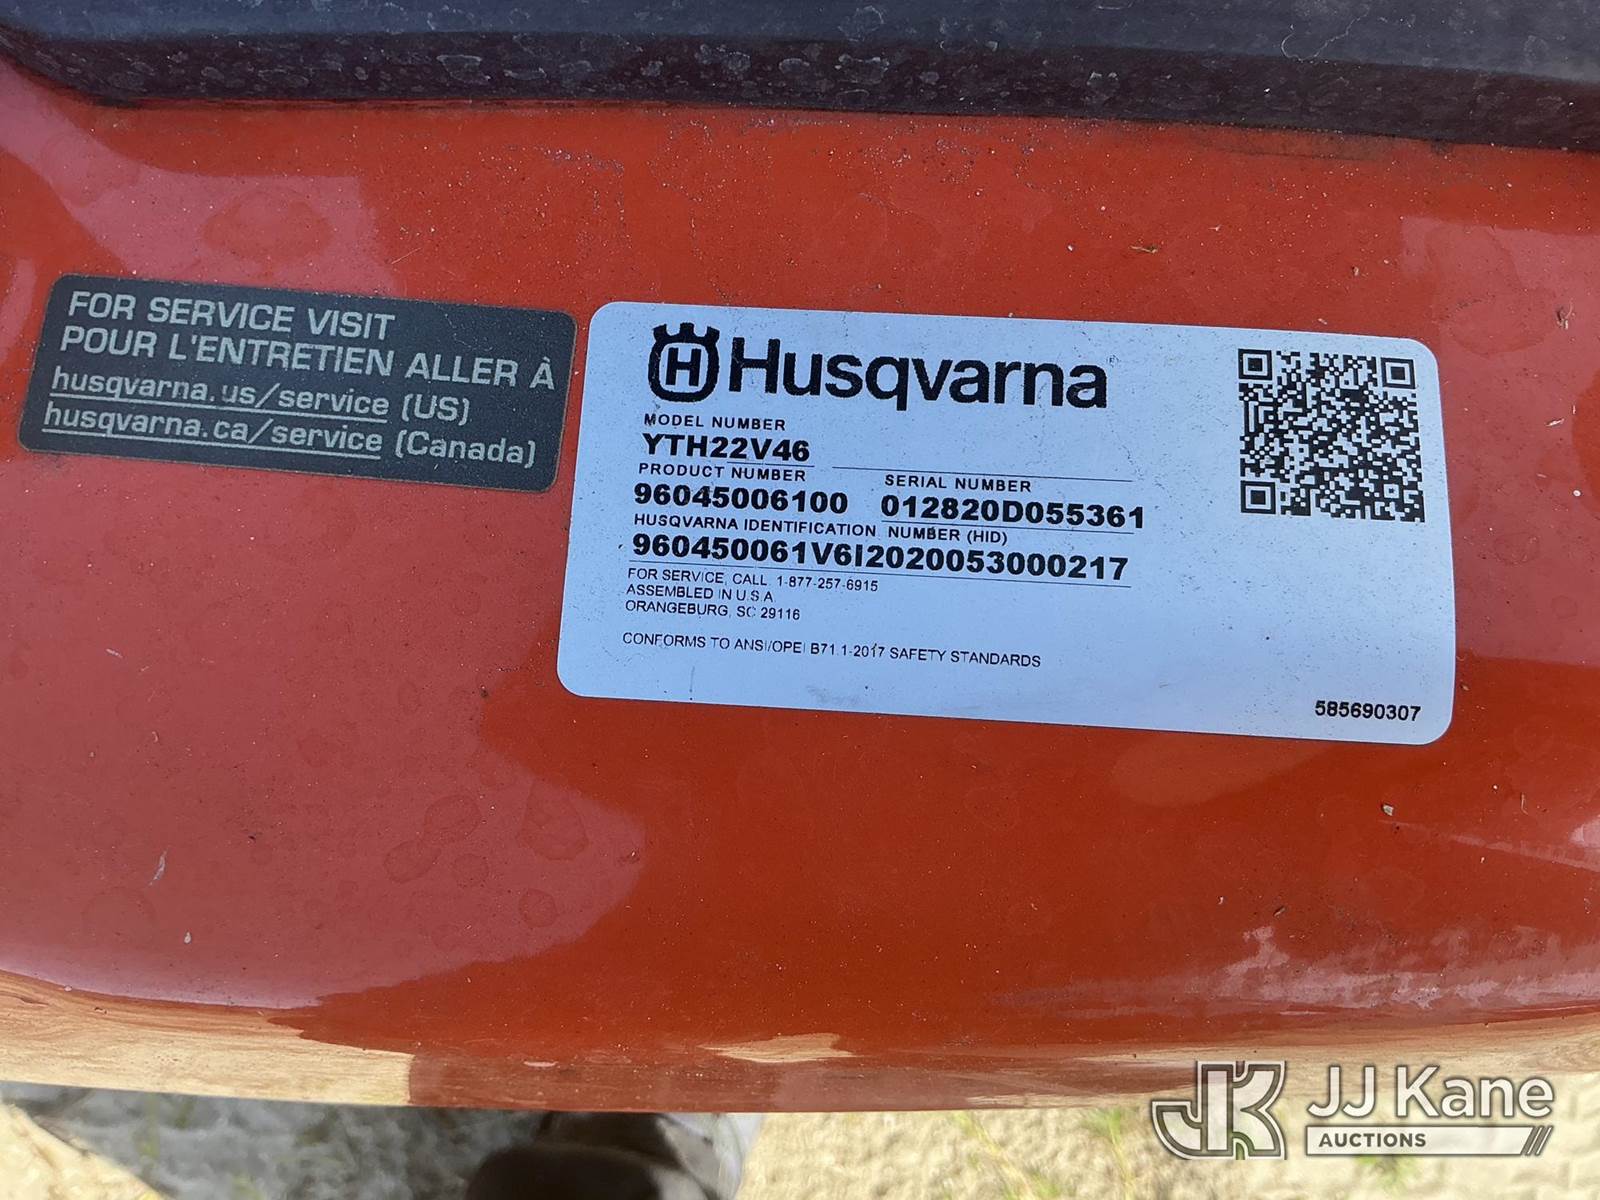 FOR SERVICE VISIT
POUR L'ENTRETIEN ALLER À
husqvarna.us/service (US)
husqvarna.ca/service (Canada)
H Husqvarna
MODEL NUMBER
YTH22V46
PRODUCT NUMBER
96045006100
SERIAL NUMBER
012820D055361
HUSQVARNA IDENTIFICATION NUMBER (HID)
960450061V6I2020053000217
FOR SERVICE, CALL 1-877-257-6915
ASSEMBLED IN U.S.A.
ORANGEBURG, SC 29116
CONFORMS TO ANSI/OPEI B71.1-2017 SAFETY STANDARDS
585690307
JK JJ Kane
AUCTIONS